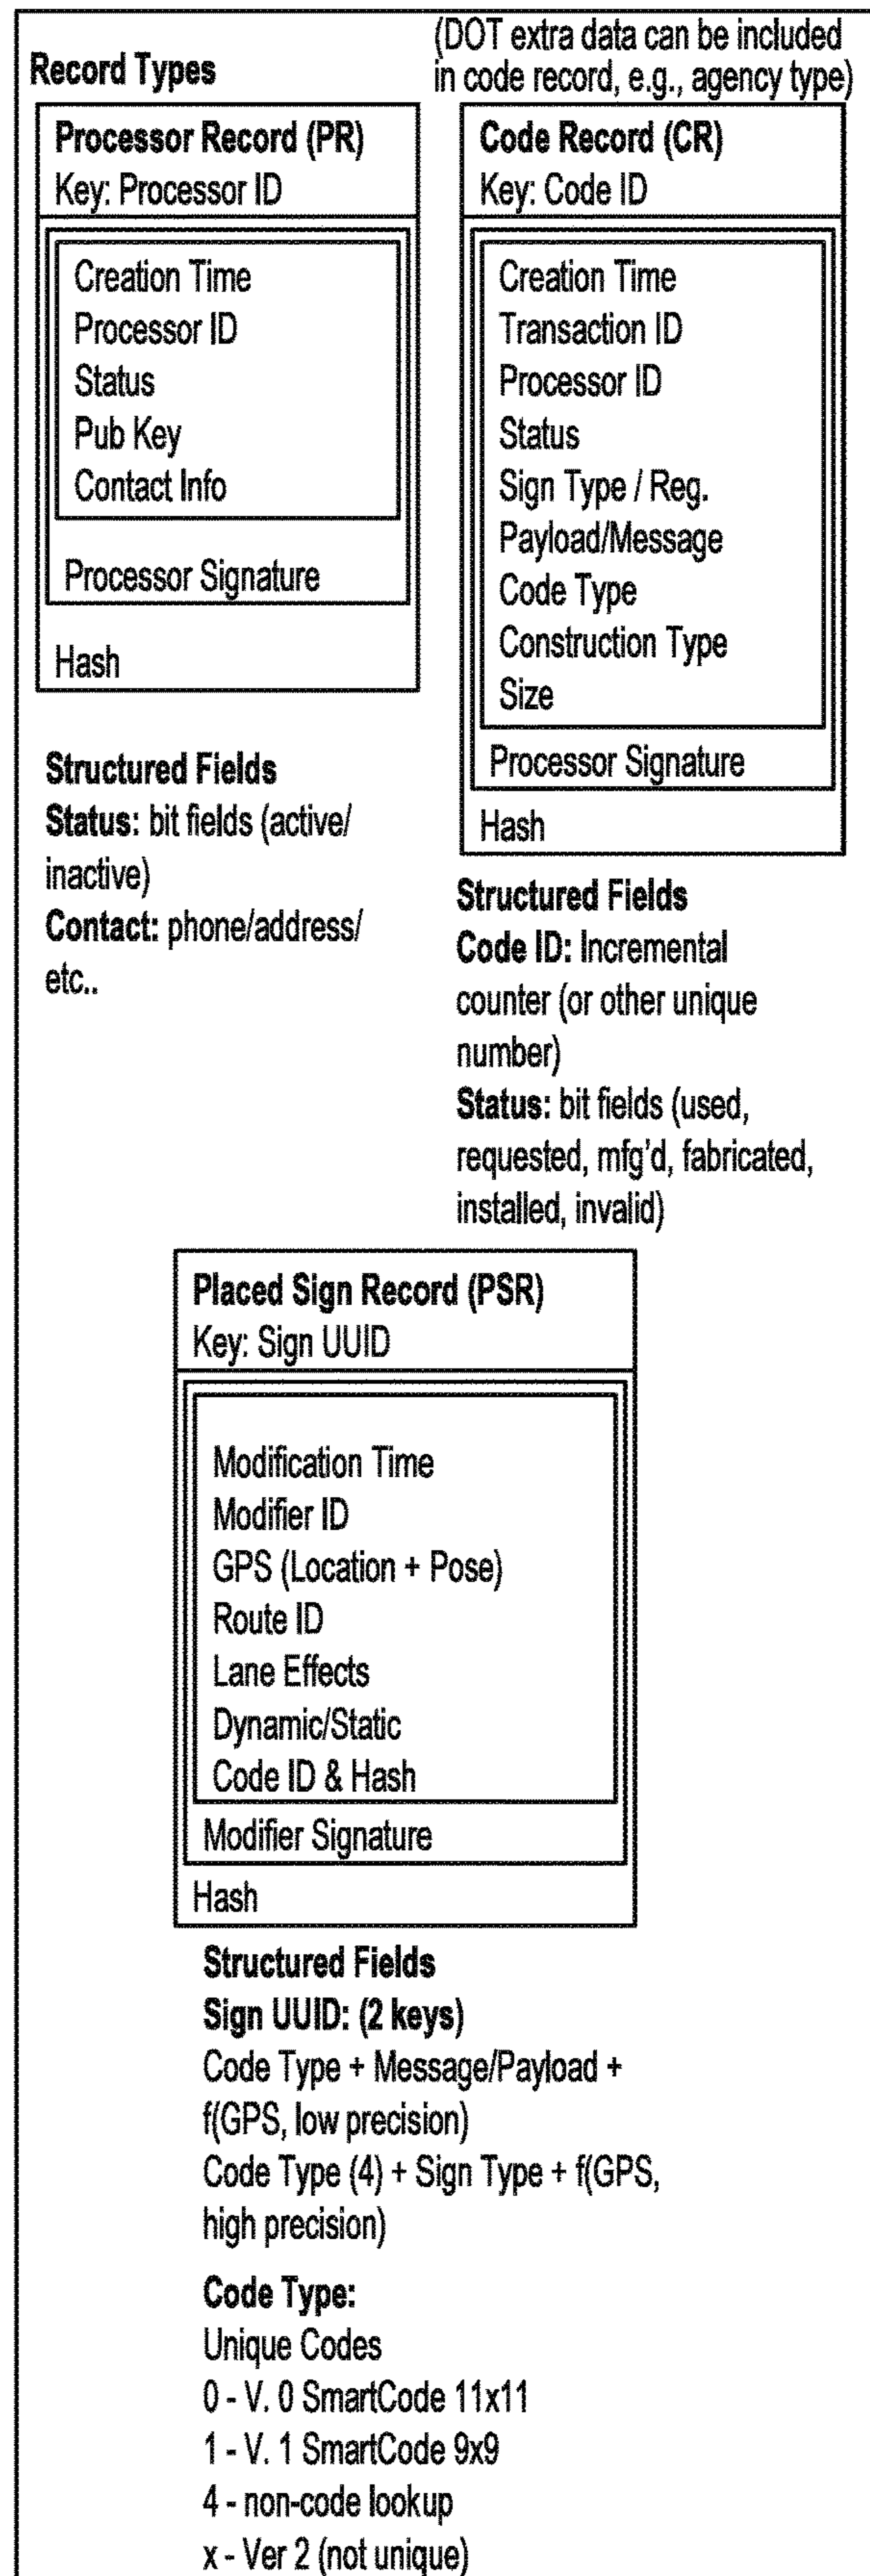 Record Types
(DOT extra data can be included
in code record, e.g., agency type)
Processor Record (PR)
Key: Processor ID
Creation Time
Processor ID
Status
Pub Key
Contact Info
Processor Signature
Hash
Structured Fields
Status: bit fields (active/
inactive)
Contact: phone/address/
etc..
Code Record (CR)
Key: Code ID
Creation Time
Transaction ID
Processor ID
Status
Sign Type / Reg.
Payload/Message
Code Type
Construction Type
Size
Processor Signature
Hash
Structured Fields
Code ID: Incremental
counter (or other unique
number)
Status: bit fields (used,
requested, mfg'd, fabricated,
installed, invalid)
Placed Sign Record (PSR)
Key: Sign UUID
Modification Time
Modifier ID
GPS (Location + Pose)
Route ID
Lane Effects
Dynamic/Static
Code ID & Hash
Modifier Signature
Hash
Structured Fields
Sign UUID: (2 keys)
Code Type + Message/Payload +
f(GPS, low precision)
Code Type (4) + Sign Type + f(GPS,
high precision)
Code Type:
Unique Codes
0 - V. 0 SmartCode 11x11
1 - V. 1 SmartCode 9x9
4 - non-code lookup
x - Ver 2 (not unique)